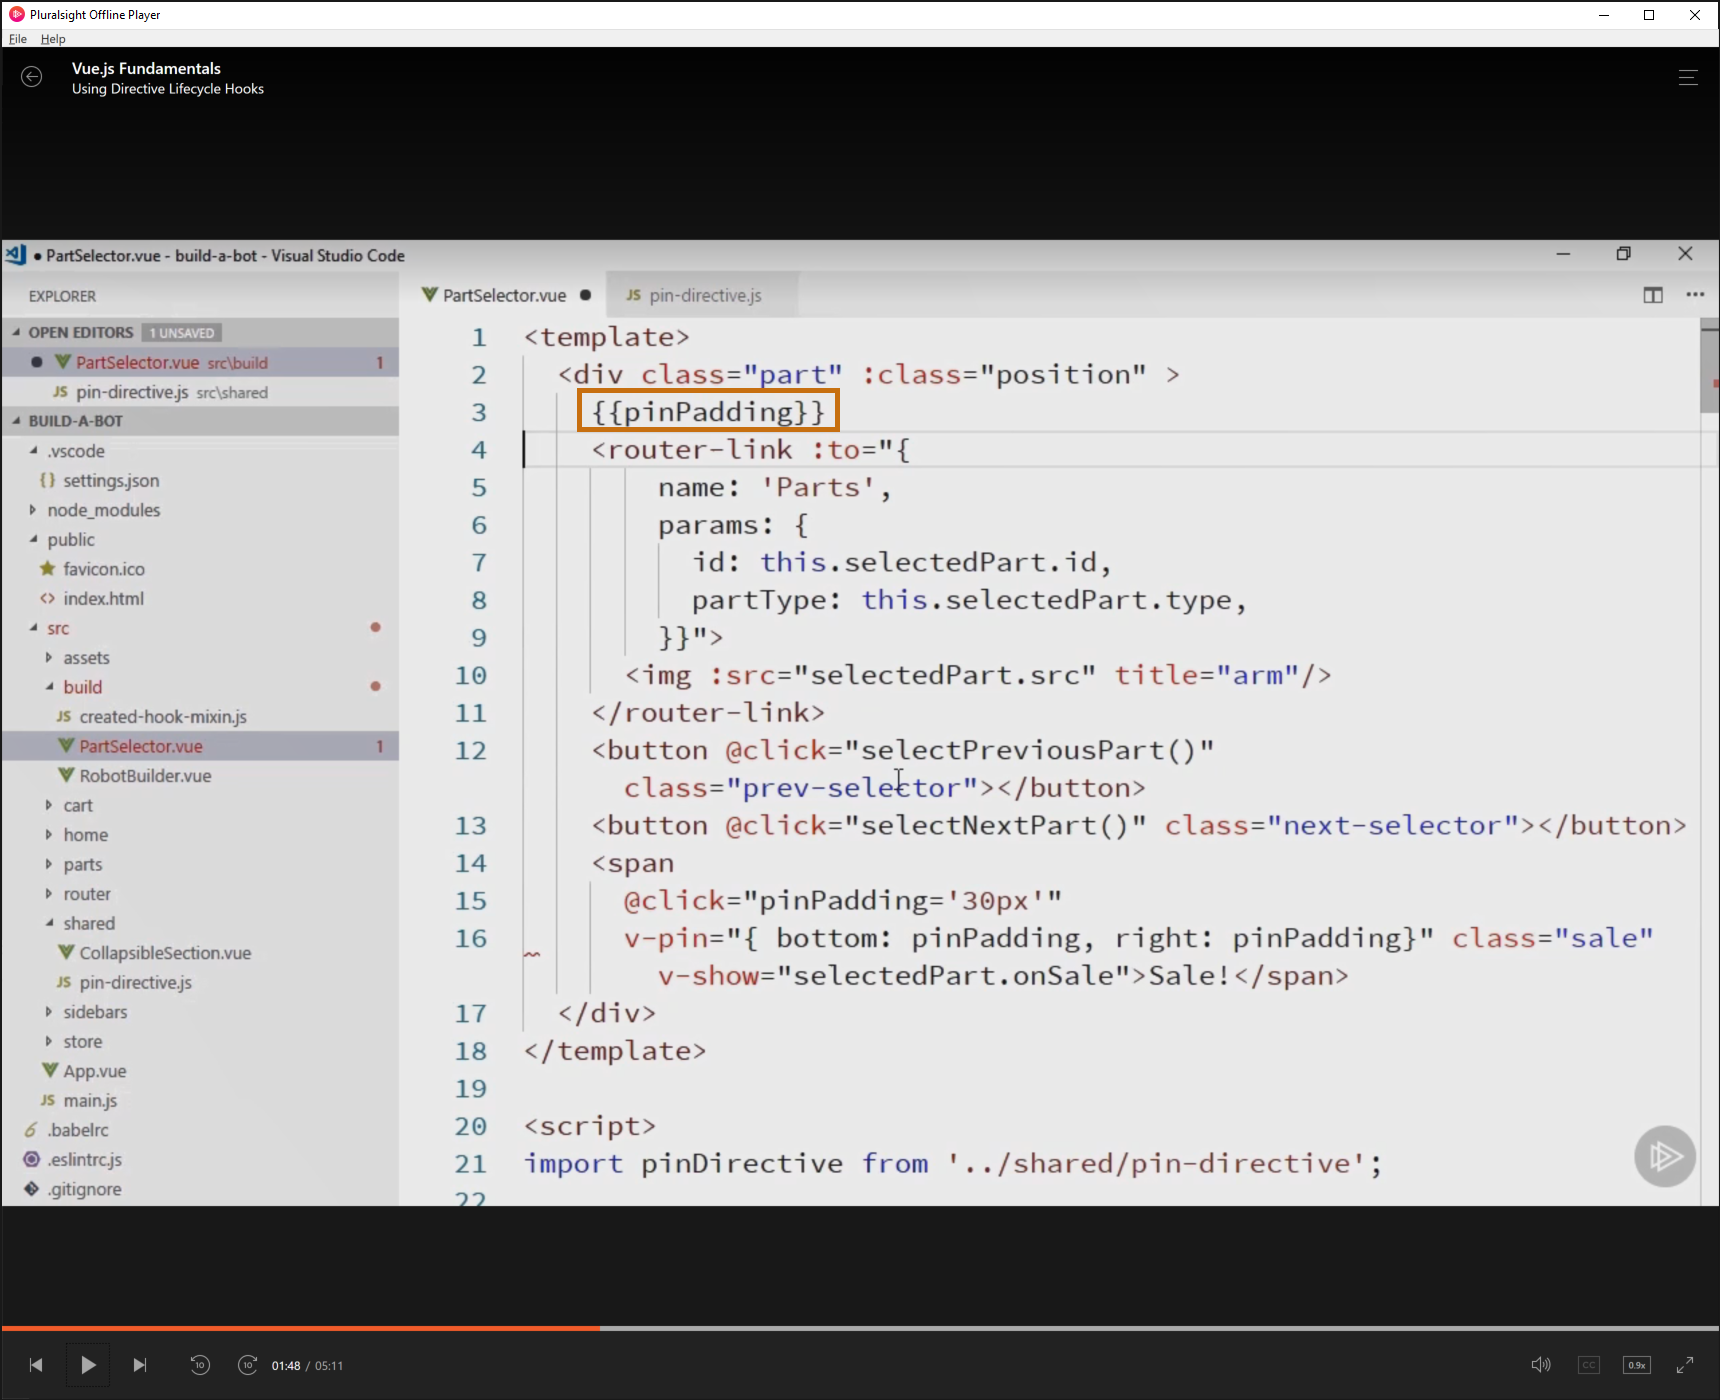 Pluralsight Offline Player
File Help
Vue.js Fundamentals
Using Directive Lifecycle Hooks
● PartSelector.vue - build-a-bot - Visual Studio Code
EXPLORER
OPEN EDITORS 1 UNSAVED
PartSelector.vue src\build 1
JS pin-directive.js src\shared
BUILD-A-BOT
.vscode
{} settings.json
node_modules
public
favicon.ico
<> index.html
src
assets
build
JS created-hook-mixin.js
PartSelector.vue 1
RobotBuilder.vue
cart
home
parts
router
shared
CollapsibleSection.vue
JS pin-directive.js
sidebars
store
App.vue
JS main.js
.babelrc
.eslintrc.js
.gitignore
PartSelector.vue ● JS pin-directive.js
1 <template>
2 <div class="part" :class="position" >
3 {{pinPadding}}
4 <router-link :to="{
5 name: 'Parts',
6 params: {
7 id: this.selectedPart.id,
8 partType: this.selectedPart.type,
9 }}">
10 <img :src="selectedPart.src" title="arm"/>
11 </router-link>
12 <button @click="selectPreviousPart()"
class="prev-selector"></button>
13 <button @click="selectNextPart()" class="next-selector"></button>
14 <span
15 @click="pinPadding='30px'"
16 v-pin="{ bottom: pinPadding, right: pinPadding}" class="sale"
v-show="selectedPart.onSale">Sale!</span>
17 </div>
18 </template>
19
20 <script>
21 import pinDirective from '../shared/pin-directive';
22
10 10 01:48 / 05:11 CC 0.9x